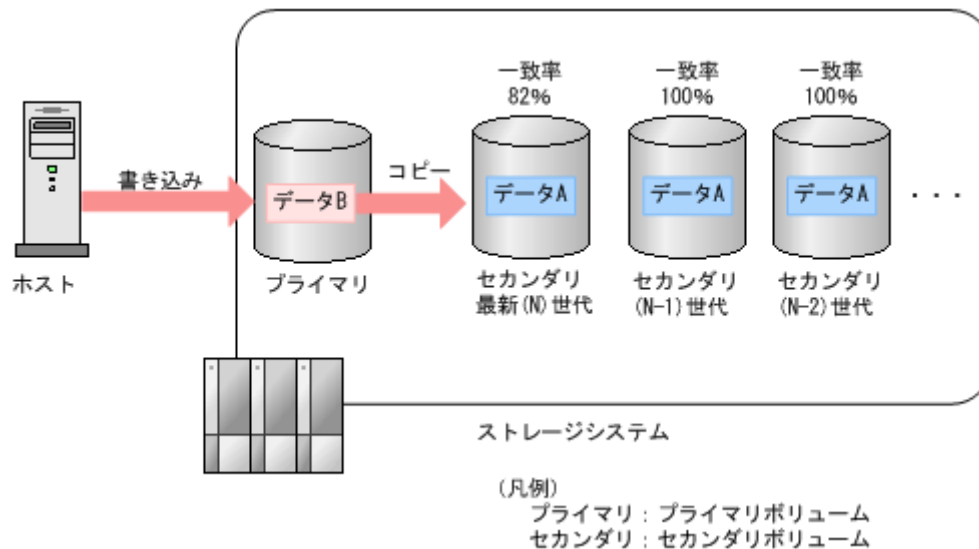 一致率
82%
一致率
100%
一致率
100%
書き込み
コピー
データB
データA
データA
データA
・・・
ホスト
プライマリ
セカンダリ
最新(N)世代
セカンダリ
(N-1)世代
セカンダリ
(N-2)世代
ストレージシステム
(凡例)
プライマリ：プライマリボリューム
セカンダリ：セカンダリボリューム